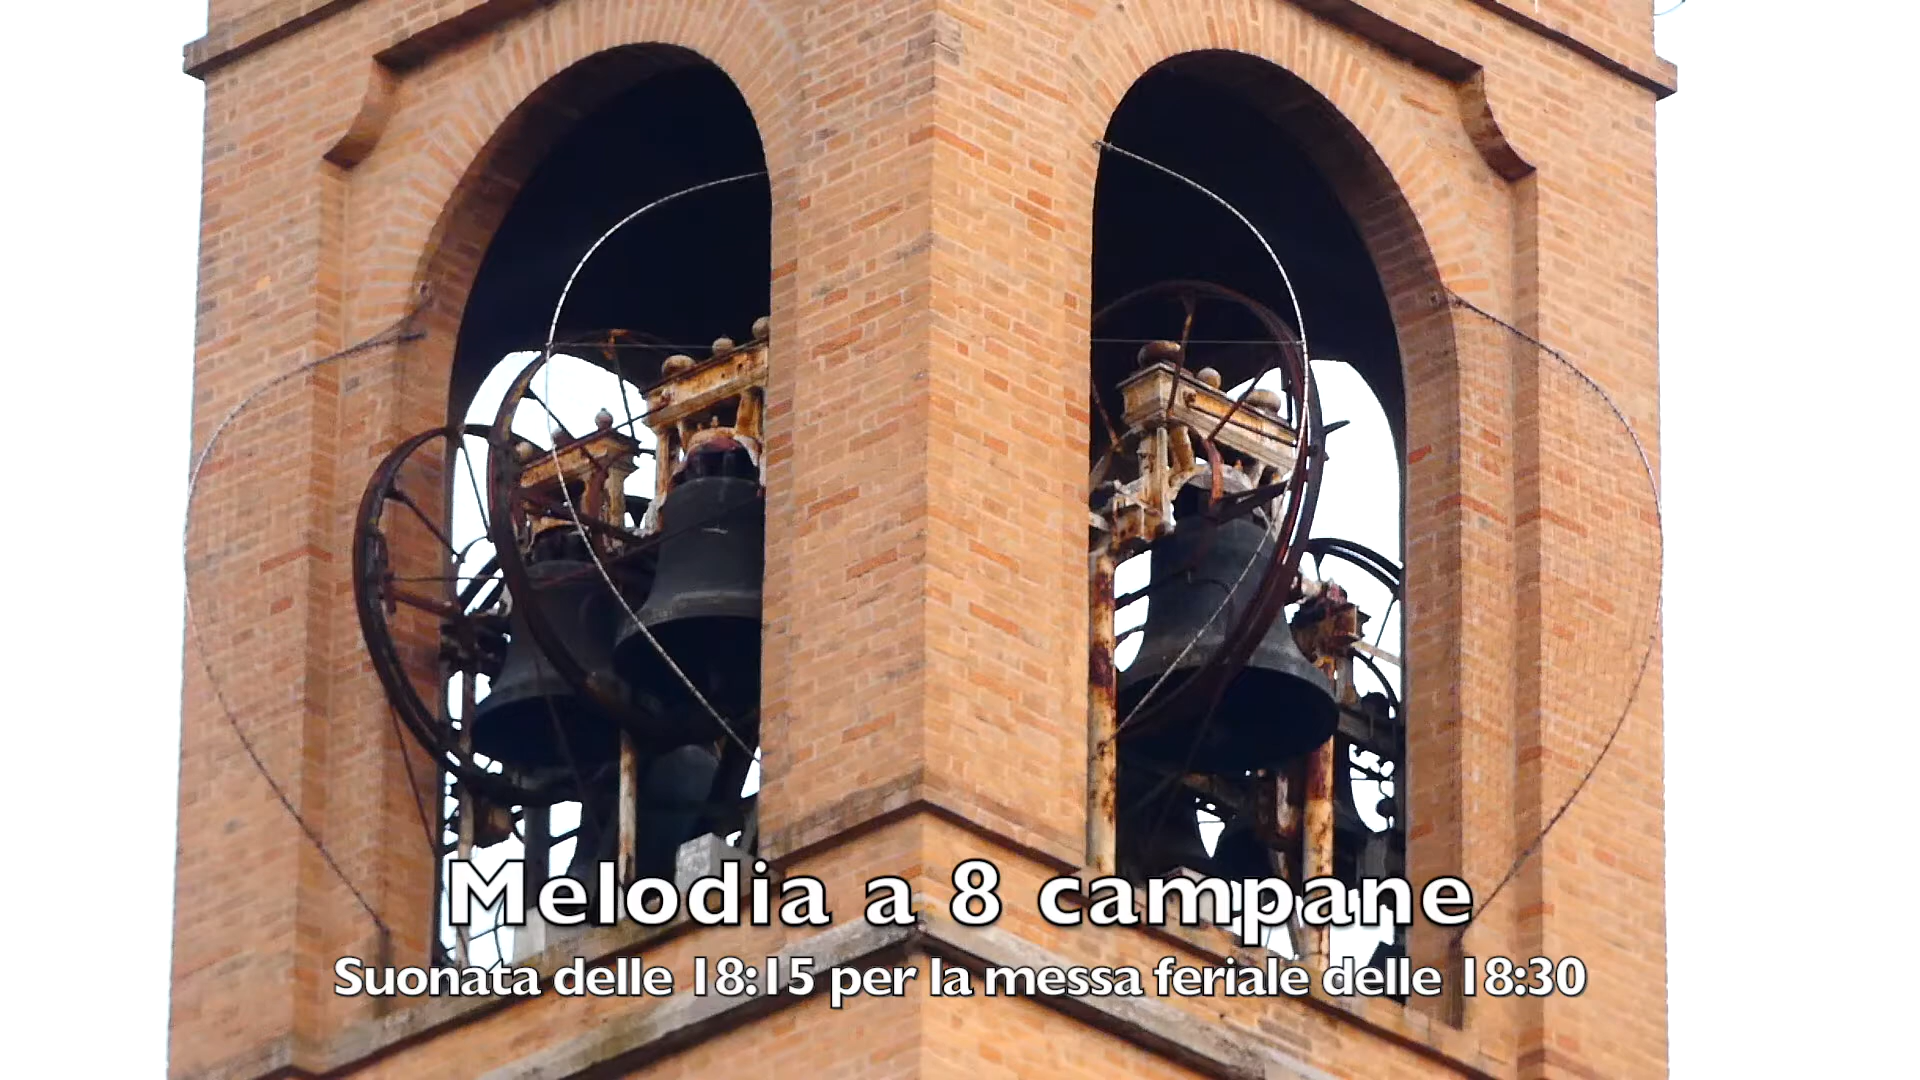 Melodia a 8 campane
Suonata delle 18:15 per la messa feriale delle 18:30